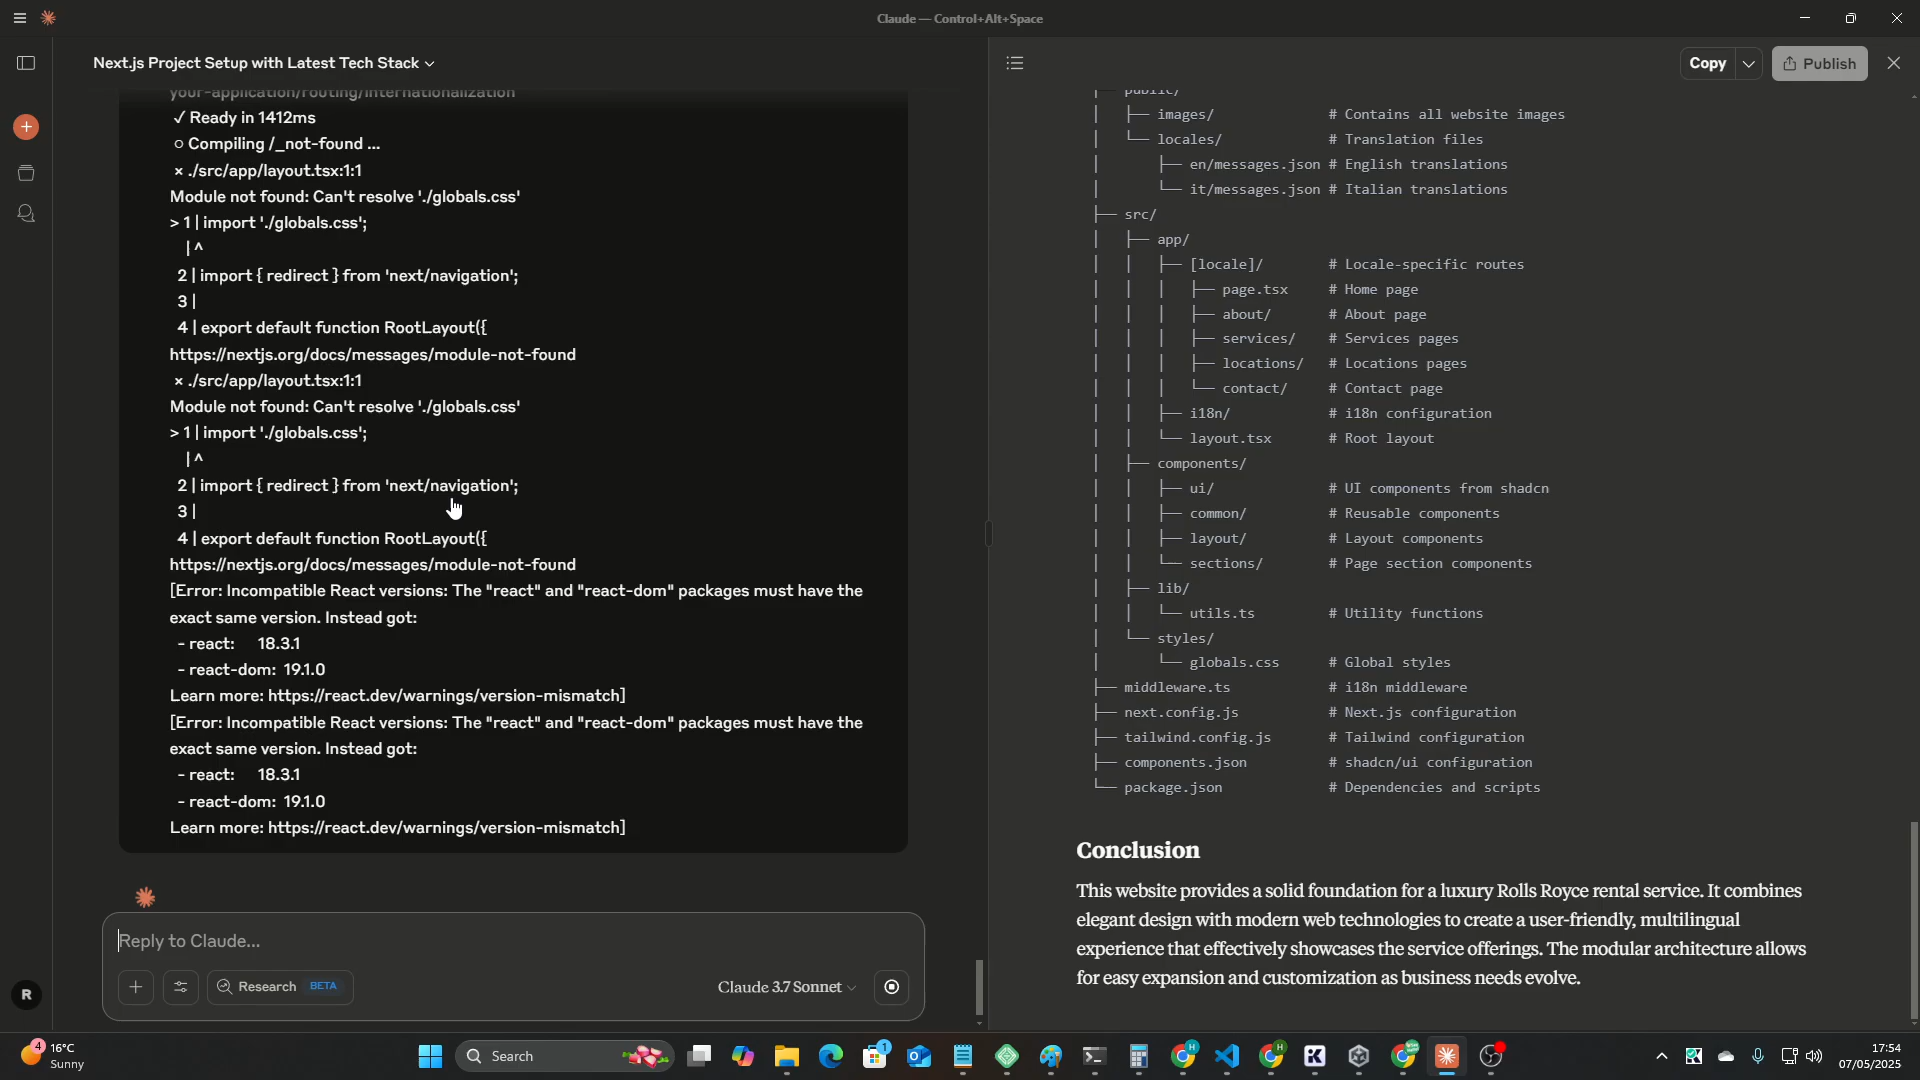 Claude — Control+Alt+Space
Next.js Project Setup with Latest Tech Stack
your-application/routing/internationalization
✓ Ready in 1412ms
○ Compiling /_not-found ...
× ./src/app/layout.tsx:1:1
Module not found: Can't resolve './globals.css'
> 1 | import './globals.css';
| ^
2 | import { redirect } from 'next/navigation';
3 |
4 | export default function RootLayout({
https://nextjs.org/docs/messages/module-not-found
× ./src/app/layout.tsx:1:1
Module not found: Can't resolve './globals.css'
> 1 | import './globals.css';
| ^
2 | import { redirect } from 'next/navigation';
3 |
4 | export default function RootLayout({
https://nextjs.org/docs/messages/module-not-found
[Error: Incompatible React versions: The "react" and "react-dom" packages must have the
exact same version. Instead got:
- react: 18.3.1
- react-dom: 19.1.0
Learn more: https://react.dev/warnings/version-mismatch]
[Error: Incompatible React versions: The "react" and "react-dom" packages must have the
exact same version. Instead got:
- react: 18.3.1
- react-dom: 19.1.0
Learn more: https://react.dev/warnings/version-mismatch]
Reply to Claude...
Research BETA
Claude 3.7 Sonnet
R
Copy
Publish
├── public/
│ ├── images/ # Contains all website images
│ └── locales/ # Translation files
│ ├── en/messages.json # English translations
│ └── it/messages.json # Italian translations
├── src/
│ ├── app/
│ │ ├── [locale]/ # Locale-specific routes
│ │ │ ├── page.tsx # Home page
│ │ │ ├── about/ # About page
│ │ │ ├── services/ # Services pages
│ │ │ ├── locations/ # Locations pages
│ │ │ └── contact/ # Contact page
│ │ ├── i18n/ # i18n configuration
│ │ └── layout.tsx # Root layout
│ ├── components/
│ │ ├── ui/ # UI components from shadcn
│ │ ├── common/ # Reusable components
│ │ ├── layout/ # Layout components
│ │ └── sections/ # Page section components
│ ├── lib/
│ │ └── utils.ts # Utility functions
│ └── styles/
│ └── globals.css # Global styles
├── middleware.ts # i18n middleware
├── next.config.js # Next.js configuration
├── tailwind.config.js # Tailwind configuration
├── components.json # shadcn/ui configuration
└── package.json # Dependencies and scripts
Conclusion
This website provides a solid foundation for a luxury Rolls Royce rental service. It combines
elegant design with modern web technologies to create a user-friendly, multilingual
experience that effectively showcases the service offerings. The modular architecture allows
for easy expansion and customization as business needs evolve.
4
16°C
Sunny
Search
1
H
H
17:54
07/05/2025